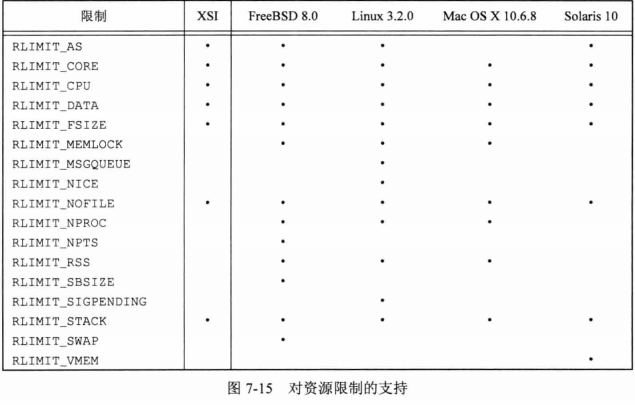 限制 XSI FreeBSD 8.0 Linux 3.2.0 Mac OS X 10.6.8 Solaris 10
RLIMIT_AS • • • •
RLIMIT_CORE • • • • •
RLIMIT_CPU • • • • •
RLIMIT_DATA • • • • •
RLIMIT_FSIZE • • • • •
RLIMIT_MEMLOCK • • •
RLIMIT_MSGQUEUE •
RLIMIT_NICE •
RLIMIT_NOFILE • • • • •
RLIMIT_NPROC • • •
RLIMIT_NPTS •
RLIMIT_RSS • • •
RLIMIT_SBSIZE •
RLIMIT_SIGPENDING •
RLIMIT_STACK • • • • •
RLIMIT_SWAP •
RLIMIT_VMEM •
图 7-15 对资源限制的支持